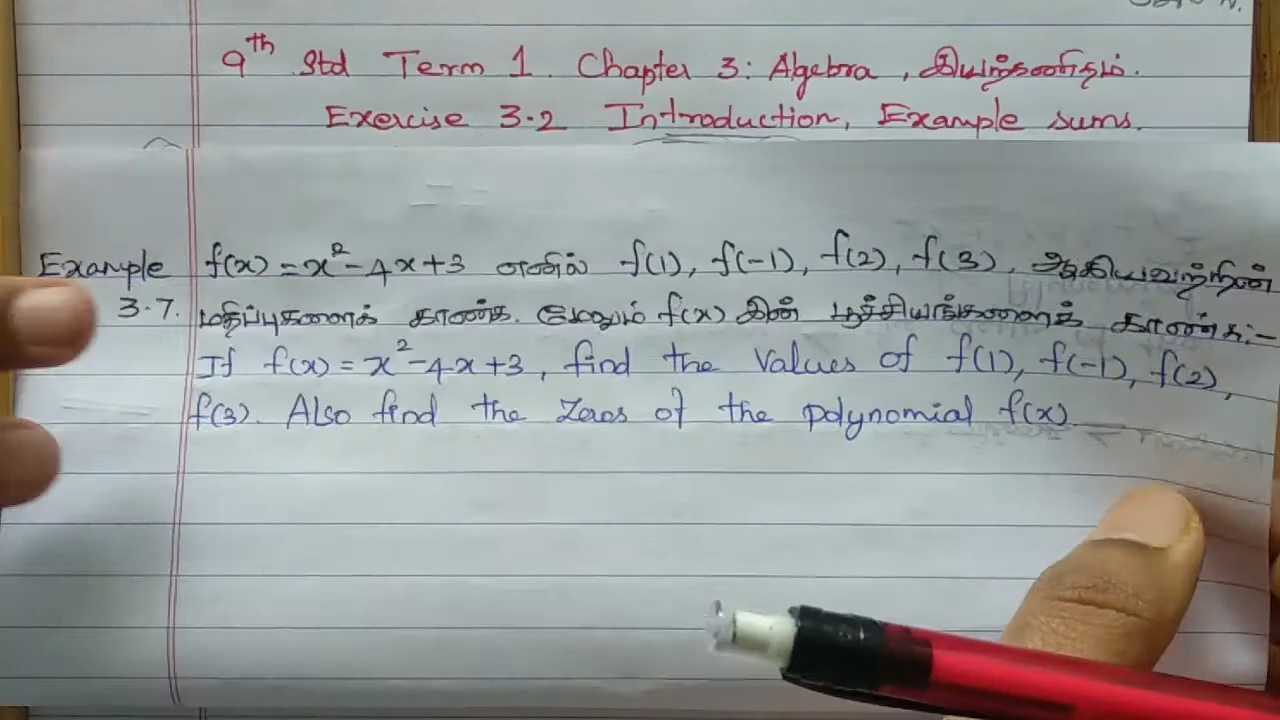 9th Std Term 1. Chapter 3: Algebra, இயற்கணிதம்.
Exercise 3.2 Introduction, Example sums.
Example 3.7. f(x) = x² - 4x + 3 எனில் f(1), f(-1), f(2), f(3), ஆகியவற்றின்
மதிப்புகளைக் காண்க. மேலும் f(x) இன் பூச்சியங்களைக் காண்க:-
If f(x) = x² - 4x + 3, find the values of f(1), f(-1), f(2),
f(3). Also find the zeros of the polynomial f(x)